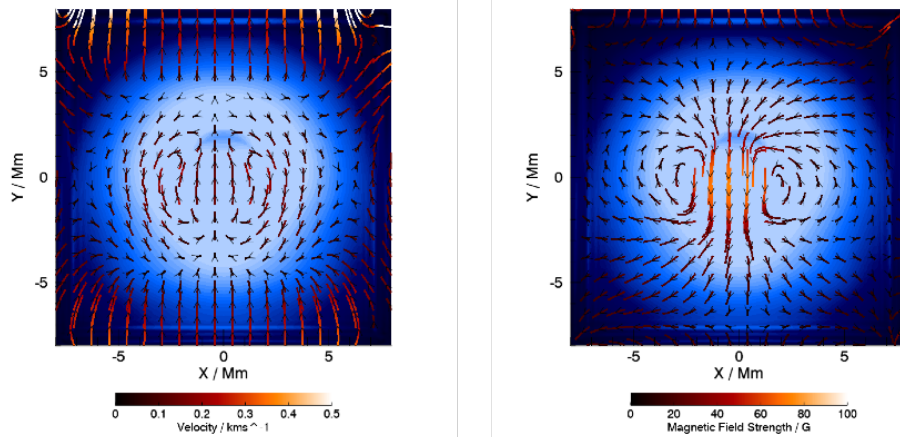 5
0
-5
Y / Mm
-5 0 5
X / Mm
0 0.1 0.2 0.3 0.4 0.5
Velocity / kms^-1
5
0
-5
Y / Mm
-5 0 5
X / Mm
0 20 40 60 80 100
Magnetic Field Strength / G